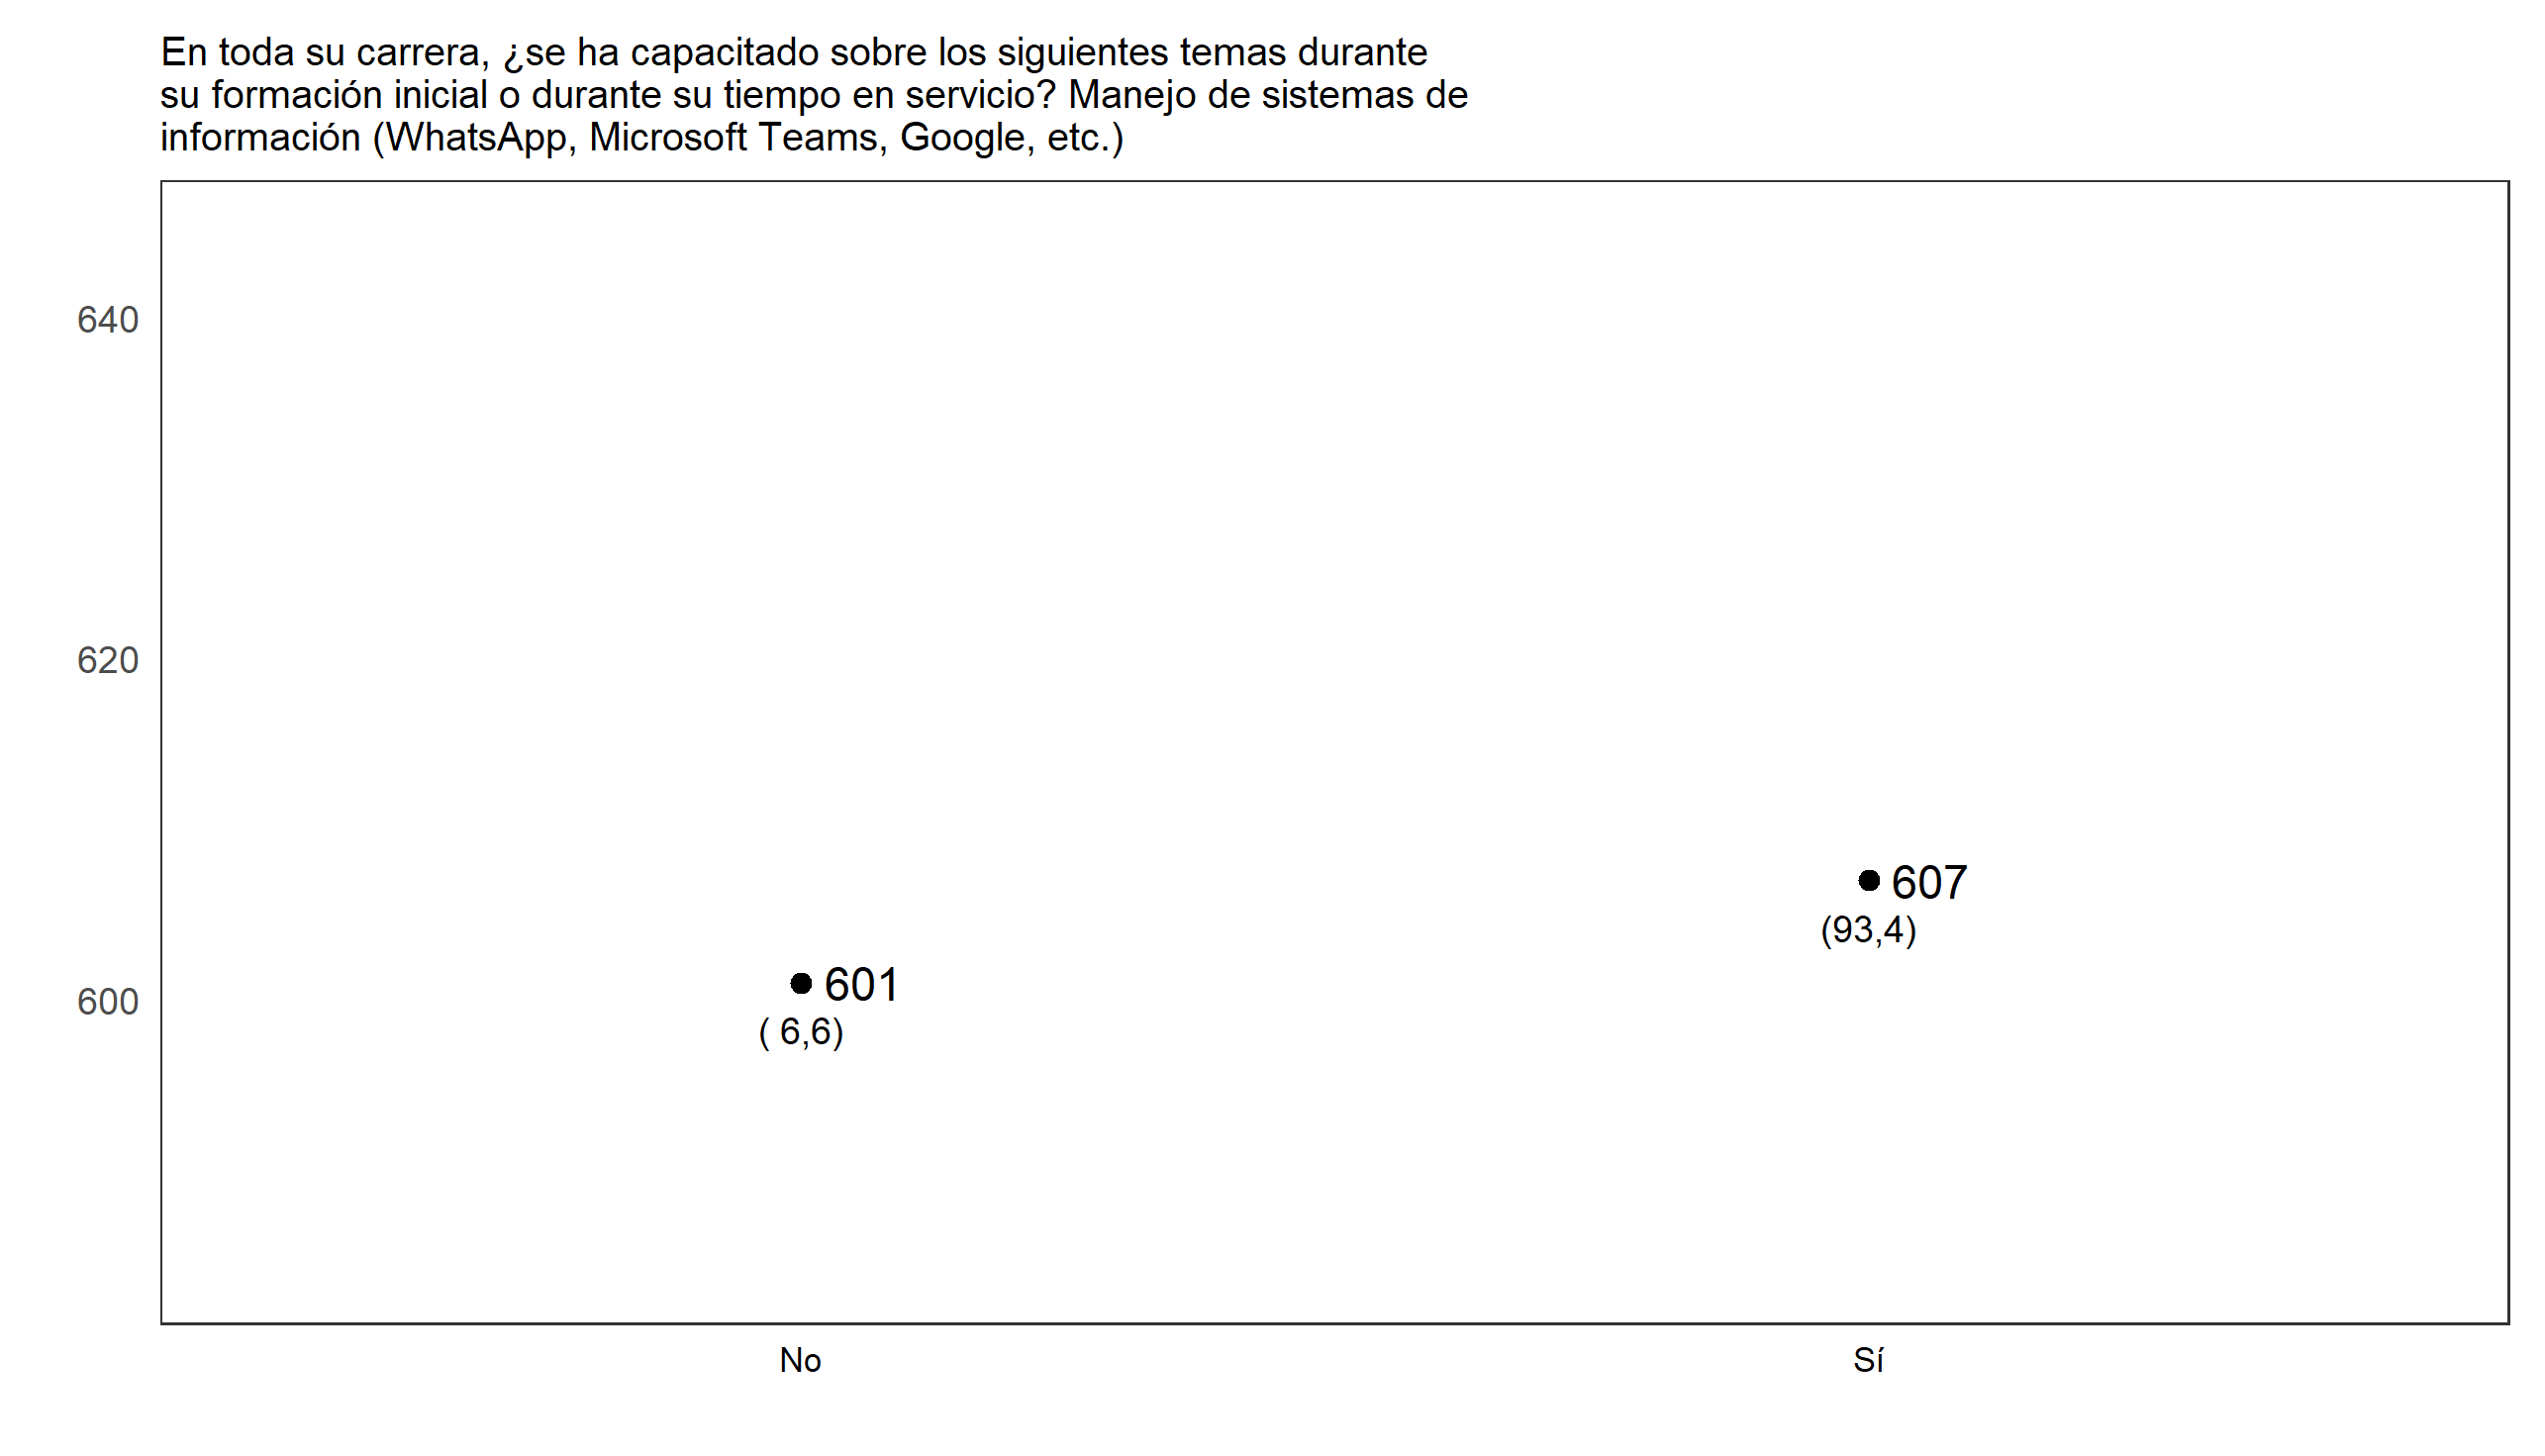 En toda su carrera, ¿se ha capacitado sobre los siguientes temas durante
su formación inicial o durante su tiempo en servicio? Manejo de sistemas de
información (WhatsApp, Microsoft Teams, Google, etc.)
640
620
607
(93,4)
601
600
( 6,6)
No
Sí